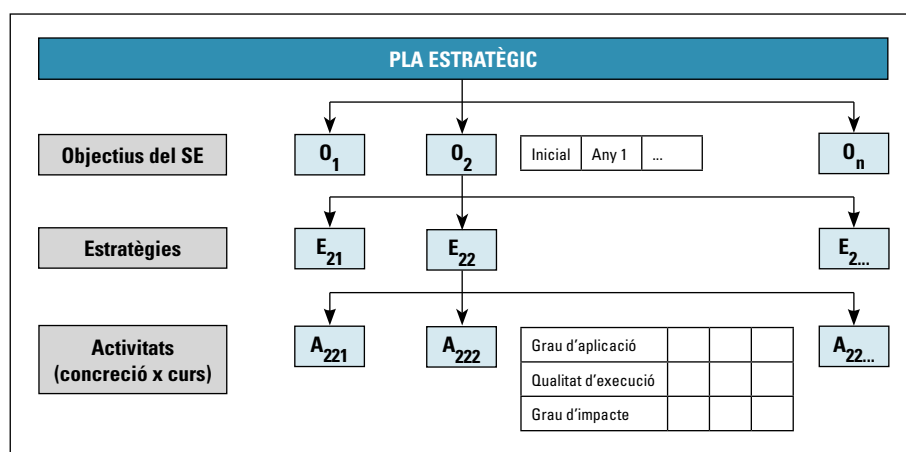 PLA ESTRATÈGIC
Objectius del SE
O1
O2
Inicial Any 1 ...
On
Estratègies
E21
E22
E2...
Activitats
(concreció x curs)
A221
A222
Grau d'aplicació
Qualitat d'execució
Grau d'impacte
A22...